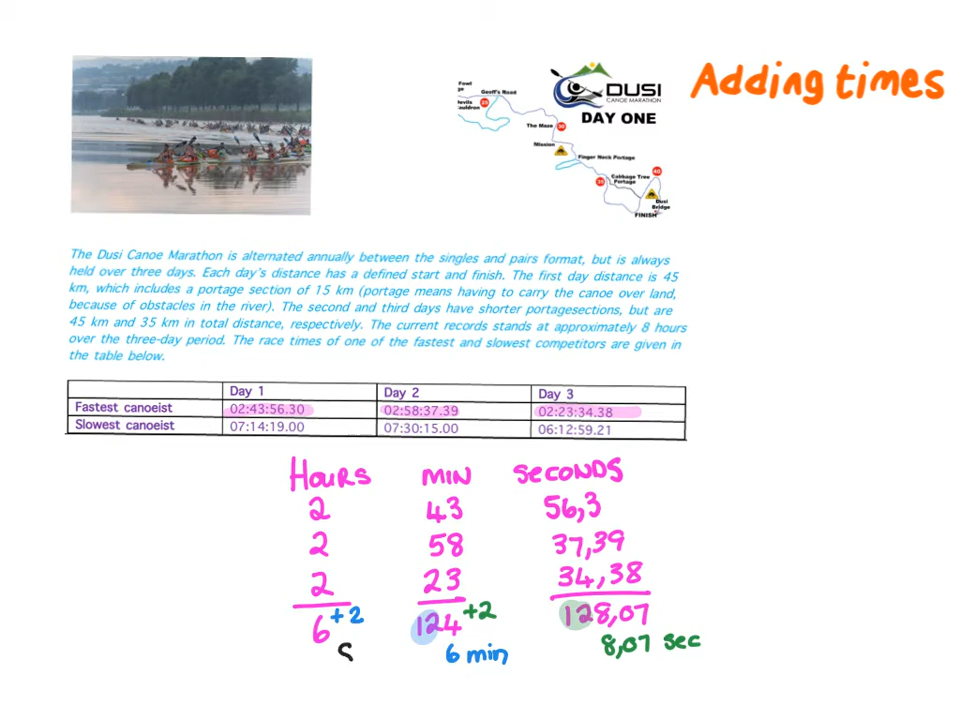 Adding times
DUSI
CANOE MARATHON
DAY ONE
Fowl
ge
Geoff's Road
Devils
auldron
35
The Maze
30
Mission
Finger Neck Portage
Cabbage Tree
Portage
40
Dusi
Bridge
FINISH
The Dusi Canoe Marathon is alternated annually between the singles and pairs format, but is always
held over three days. Each day's distance has a defined start and finish. The first day distance is 45
km, which includes a portage section of 15 km (portage means having to carry the canoe over land,
because of obstacles in the river). The second and third days have shorter portagesections, but are
45 km and 35 km in total distance, respectively. The current records stands at approximately 8 hours
over the three-day period. The race times of one of the fastest and slowest competitors are given in
the table below.
Day 1 Day 2 Day 3
Fastest canoeist 02:43:56.30 02:58:37.39 02:23:34.38
Slowest canoeist 07:14:19.00 07:30:15.00 06:12:59.21
HOURS MIN SECONDS
2 43 56,3
2 58 37,39
2 23 34,38
6 +2 124 +2 128,07
6 min 8,07 sec